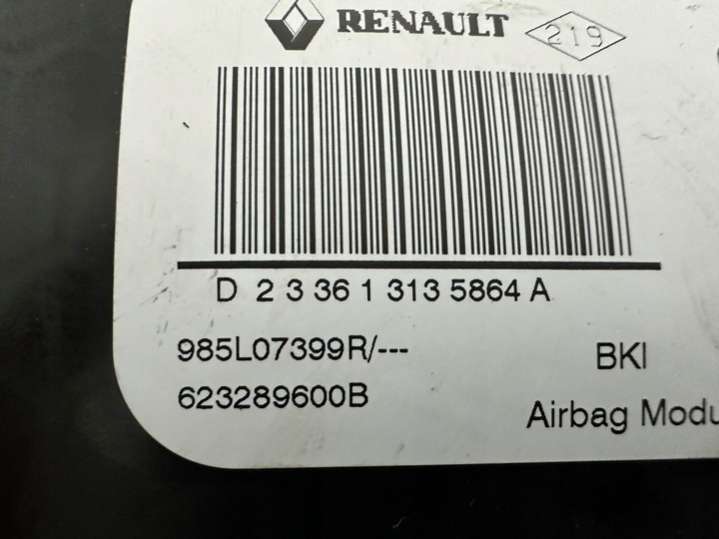 RENAULT 219
D 2 3 36 1 313 5864 A
985L07399R/---
BKI
623289600B
Airbag Modu